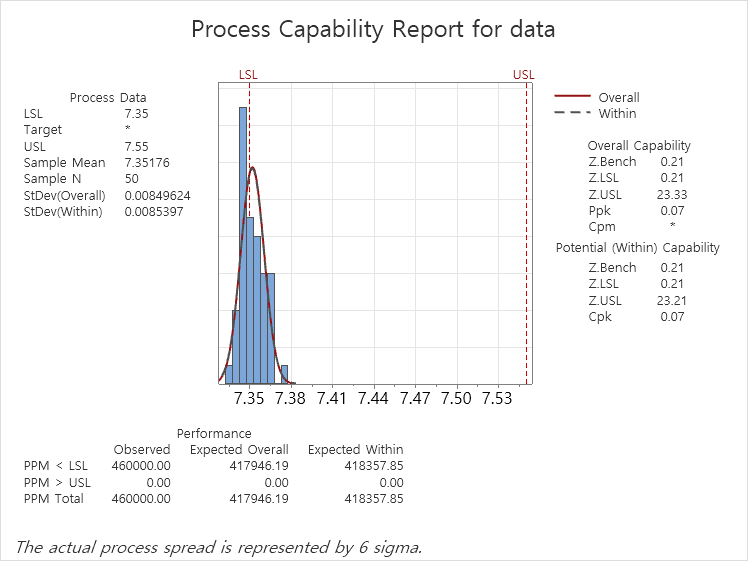 Process Capability Report for data
LSL
USL
Process Data
LSL 7.35
Target *
USL 7.55
Sample Mean 7.35176
Sample N 50
StDev(Overall) 0.00849624
StDev(Within) 0.0085397
Overall
Within
Overall Capability
Z.Bench 0.21
Z.LSL 0.21
Z.USL 23.33
Ppk 0.07
Cpm *
Potential (Within) Capability
Z.Bench 0.21
Z.LSL 0.21
Z.USL 23.21
Cpk 0.07
7.35 7.38 7.41 7.44 7.47 7.50 7.53
Performance
Observed Expected Overall Expected Within
PPM < LSL 460000.00 417946.19 418357.85
PPM > USL 0.00 0.00 0.00
PPM Total 460000.00 417946.19 418357.85
The actual process spread is represented by 6 sigma.